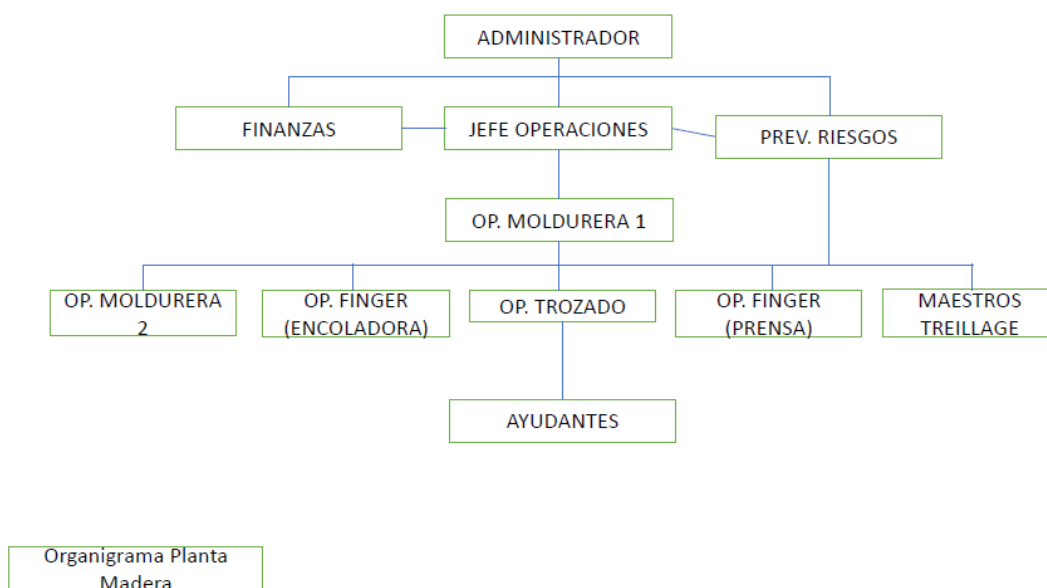 ADMINISTRADOR
FINANZAS
JEFE OPERACIONES
PREV. RIESGOS
OP. MOLDURERA 1
OP. MOLDURERA
2
OP. FINGER
(ENCOLADORA)
OP. TROZADO
OP. FINGER
(PRENSA)
MAESTROS
TREILLAGE
AYUDANTES
Organigrama Planta
Madera